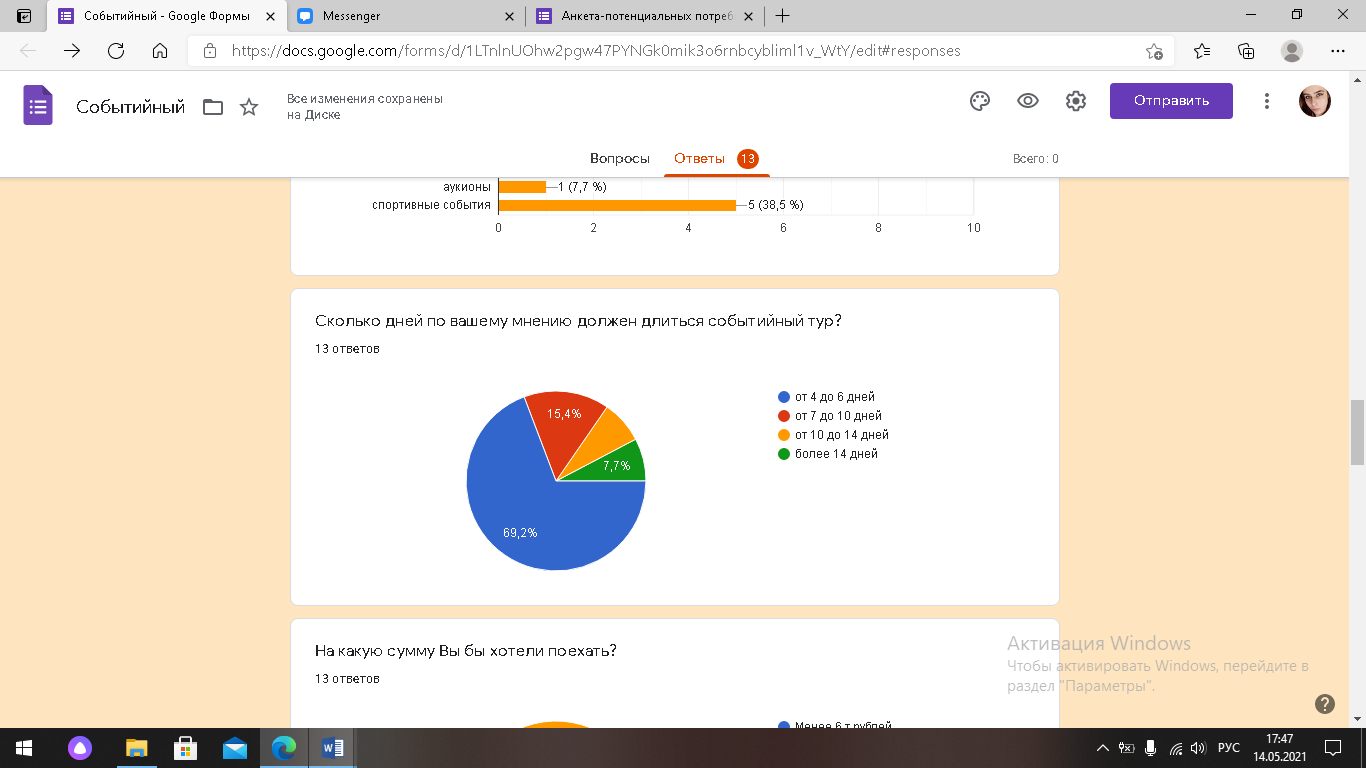 Событийный - Google Формы
Messenger
Анкета-потенциальных потреб
https://docs.google.com/forms/d/1LTnlnUOhw2pgw47PYNGk0mik3o6rnbcybliml1v_WtY/edit#responses
Событийный
Все изменения сохранены
на Диске
Отправить
Вопросы
Ответы 13
Всего: 0
аукионы
1 (7,7 %)
спортивные события
5 (38,5 %)
0 2 4 6 8 10
Сколько дней по вашему мнению должен длиться событийный тур?
13 ответов
15,4%
7,7%
69,2%
от 4 до 6 дней
от 7 до 10 дней
от 10 до 14 дней
более 14 дней
На какую сумму Вы бы хотели поехать?
13 ответов
Менее 6 т.рублей
Активация Windows
Чтобы активировать Windows, перейдите в
раздел "Параметры".
РУС
17:47
14.05.2021